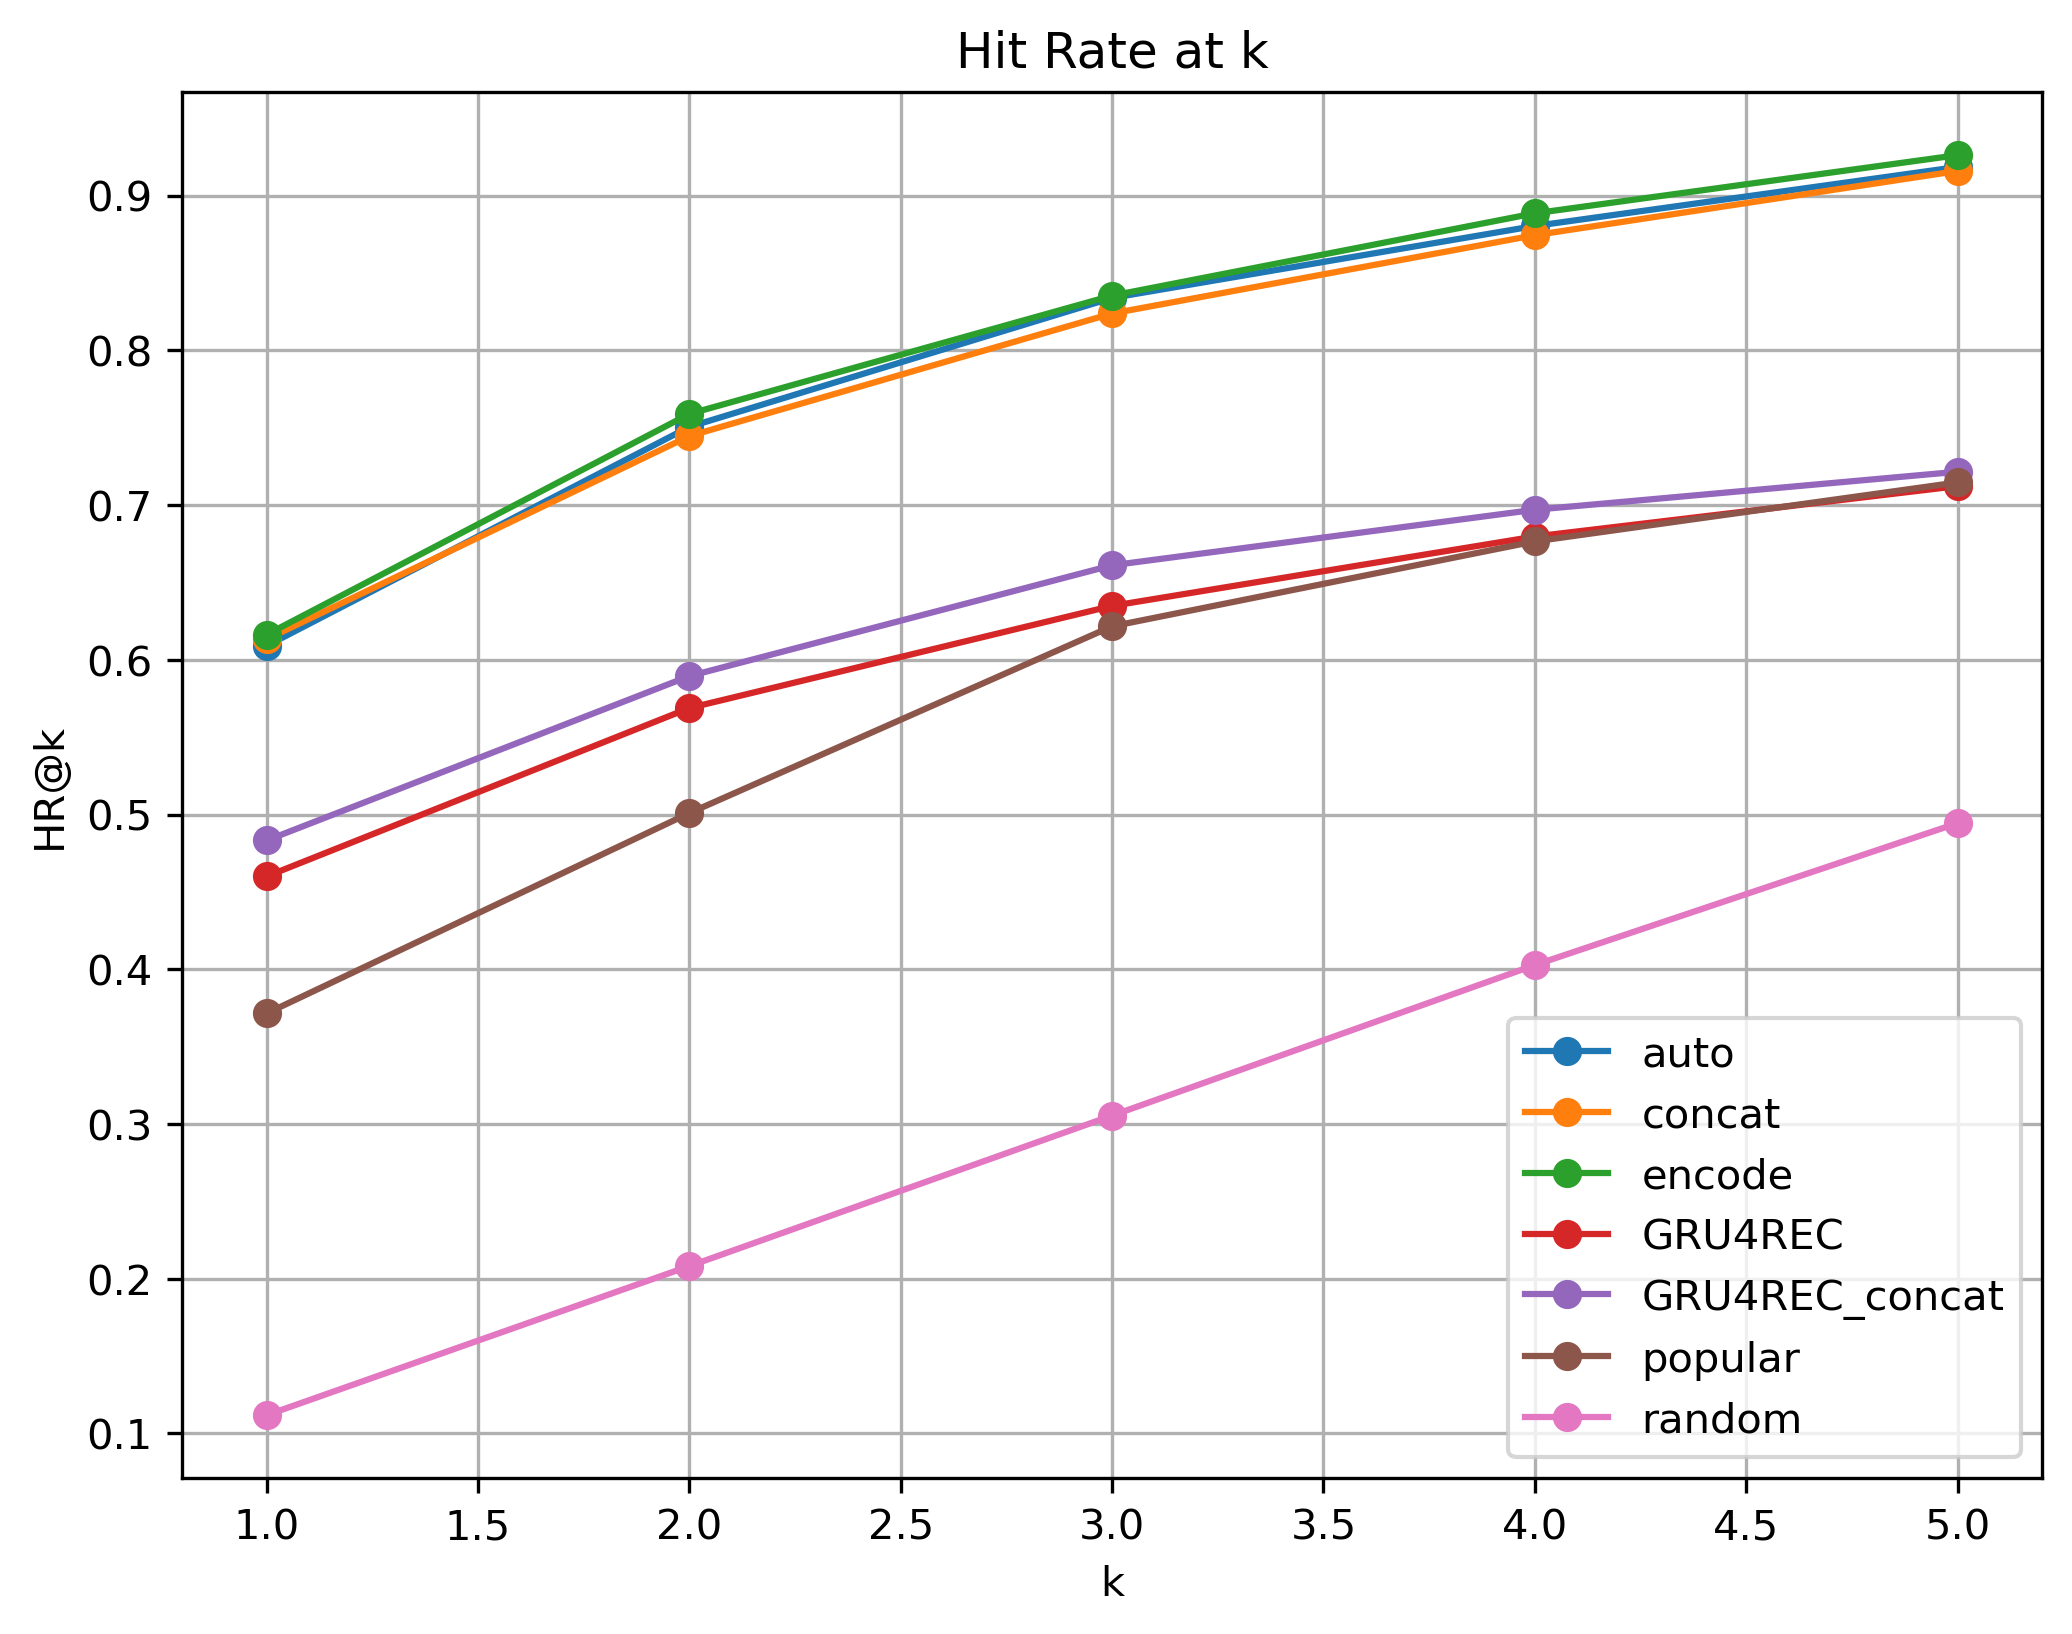 Hit Rate at k
HR@k
0.9
0.8
0.7
0.6
0.5
0.4
0.3
0.2
0.1
auto
concat
encode
GRU4REC
GRU4REC_concat
popular
random
1.0 1.5 2.0 2.5 3.0 3.5 4.0 4.5 5.0
k